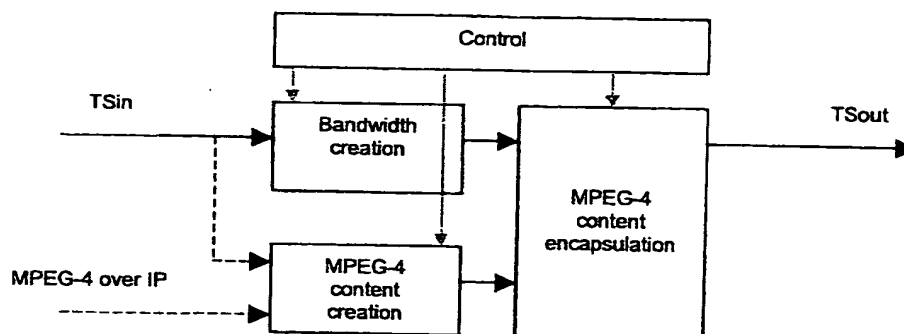 Control
TSin
TSout
Bandwidth
creation
MPEG-4
content
encapsulation
MPEG-4 over IP
MPEG-4
content
creation